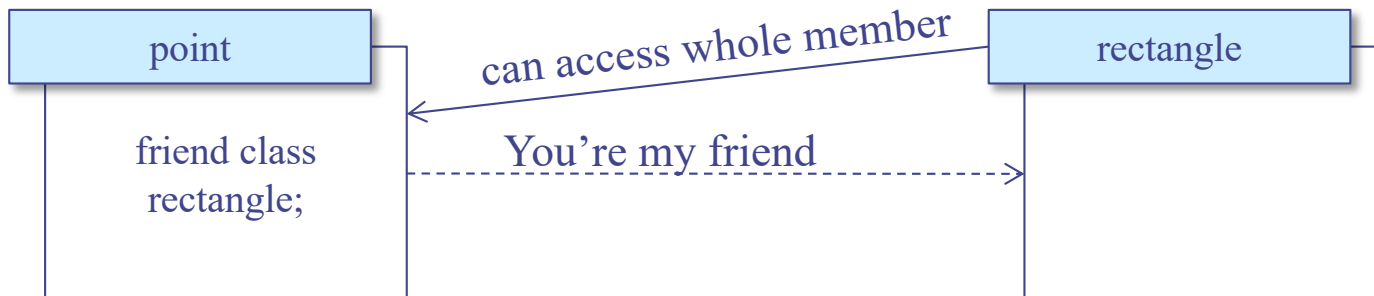 point
can access whole member
rectangle
friend class
rectangle;
You’re my friend